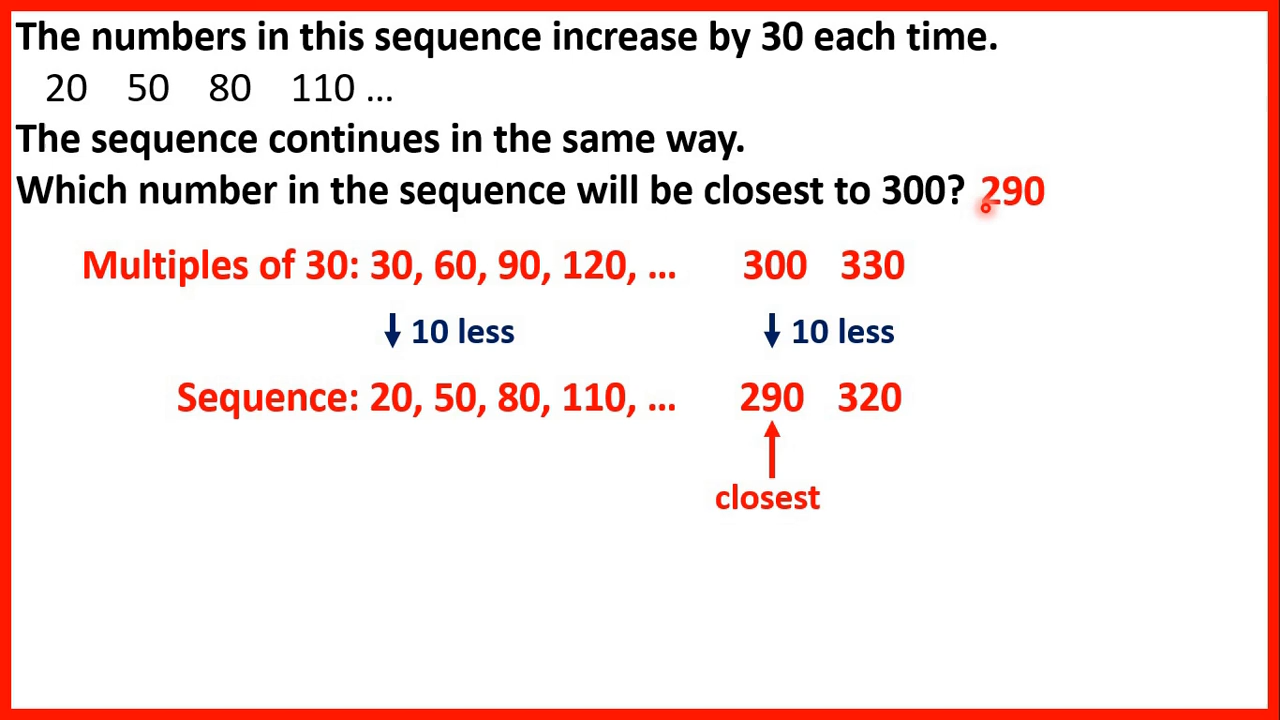 The numbers in this sequence increase by 30 each time.
20 50 80 110 ...
The sequence continues in the same way.
Which number in the sequence will be closest to 300? 290
Multiples of 30: 30, 60, 90, 120, ... 300 330
10 less 10 less
Sequence: 20, 50, 80, 110, ... 290 320
closest